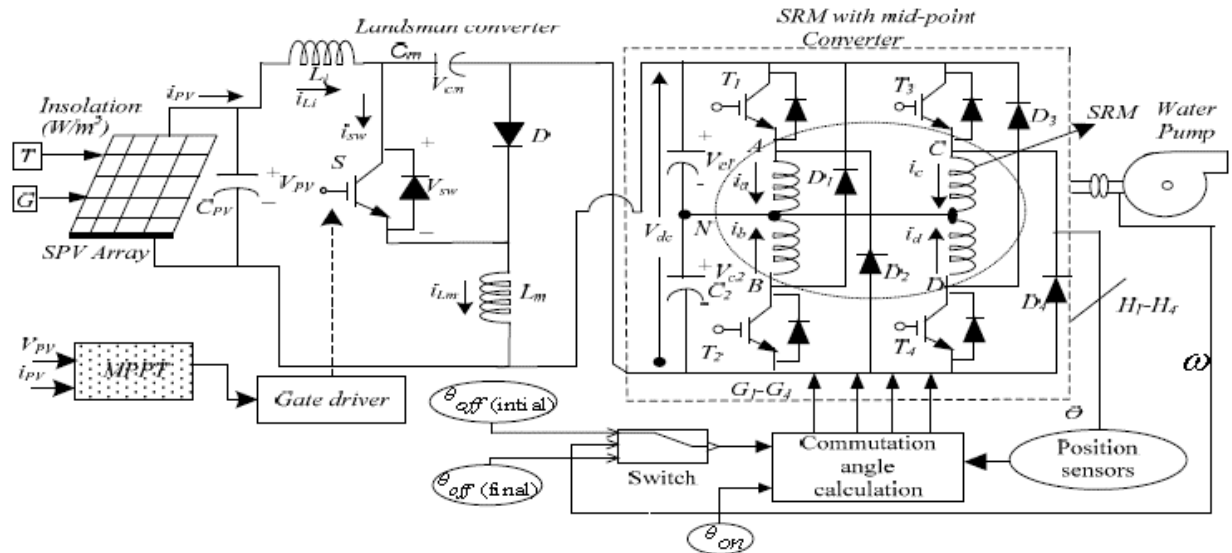 Landsman converter
SRM with mid-point
Converter
Insolation
(W/m²)
T
G
SPV Array
i_PV
C_PV
V_PV
L_i
i_Li
i_sw
S
V_sw
C_m
D
i_Lm
L_m
V_dc
V_c1
N
V_c2
C_2
T_1
A
i_a
D_1
i_b
B
T_2
D_2
T_3
C
D_3
i_c
i_d
D
T_4
D_4
SRM
Water
Pump
H_1-H_4
ω
V_PV
i_PV
MPPT
Gate driver
θ_off (intial)
θ_off (final)
Switch
G_1-G_4
Commutation
angle
calculation
θ_on
Position
sensors